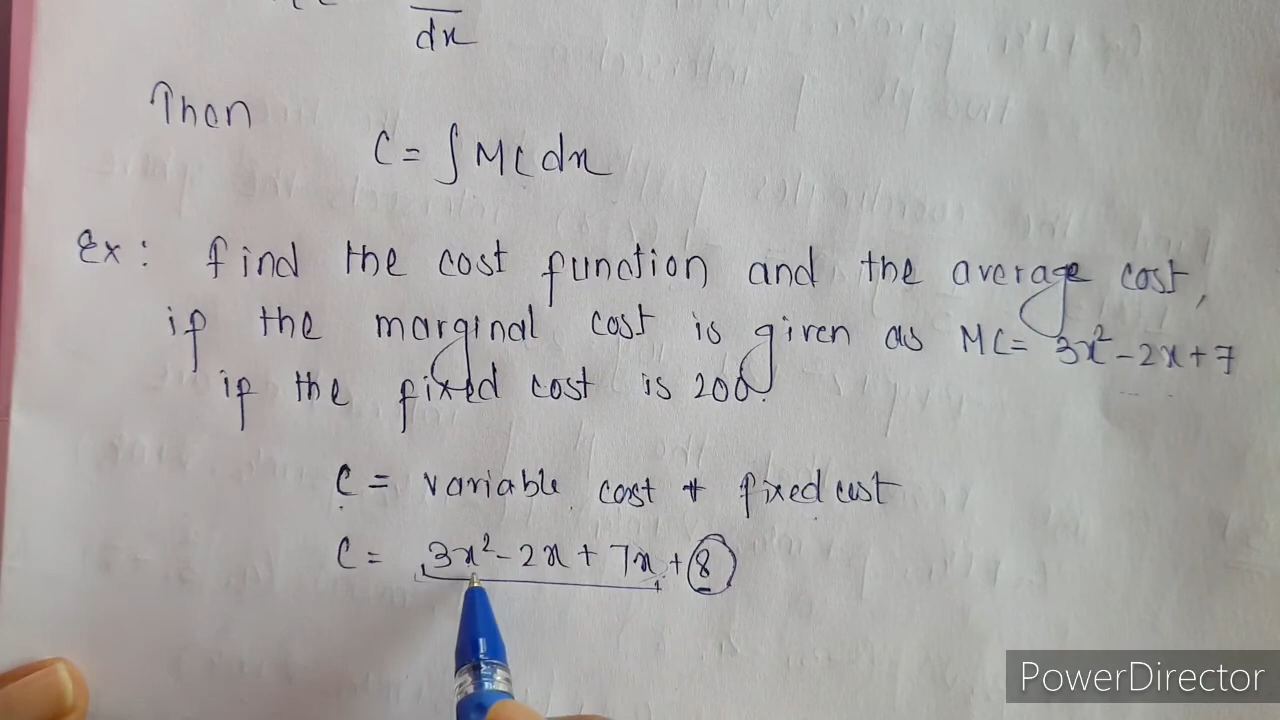 dx
Then
C = ∫ MC dx
Ex : find the cost function and the average cost,
if the marginal cost is given as MC= 3x² - 2x + 7
if the fixed cost is 200.
C = variable cost + fixed cost
C = 3x² - 2x + 7x + 8
PowerDirector